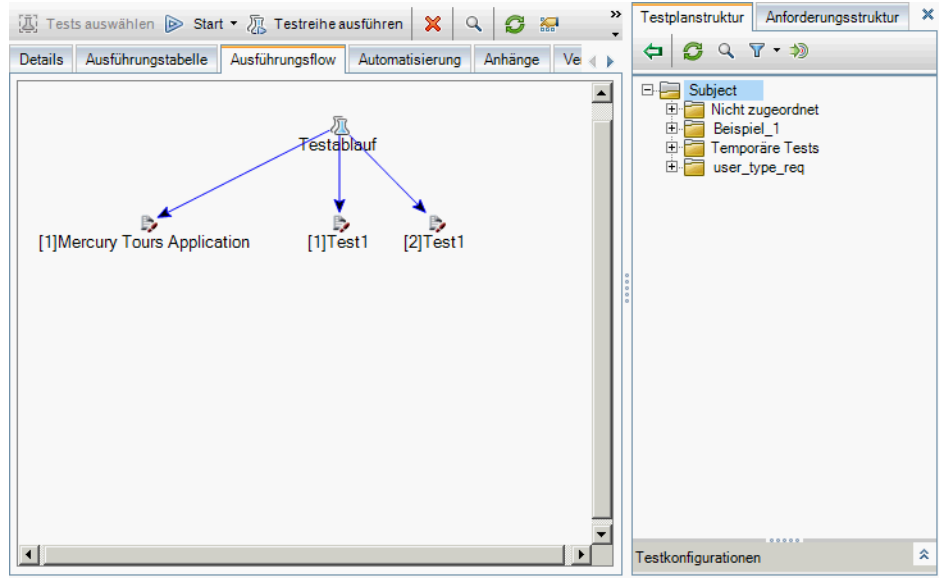 Tests auswählen Start Testreihe ausführen »
Details Ausführungstabelle Ausführungsflow Automatisierung Anhänge Ve
Testablauf
[1]Mercury Tours Application [1]Test1 [2]Test1
Testplanstruktur Anforderungsstruktur
Subject
Nicht zugeordnet
Beispiel_1
Temporäre Tests
user_type_req
Testkonfigurationen